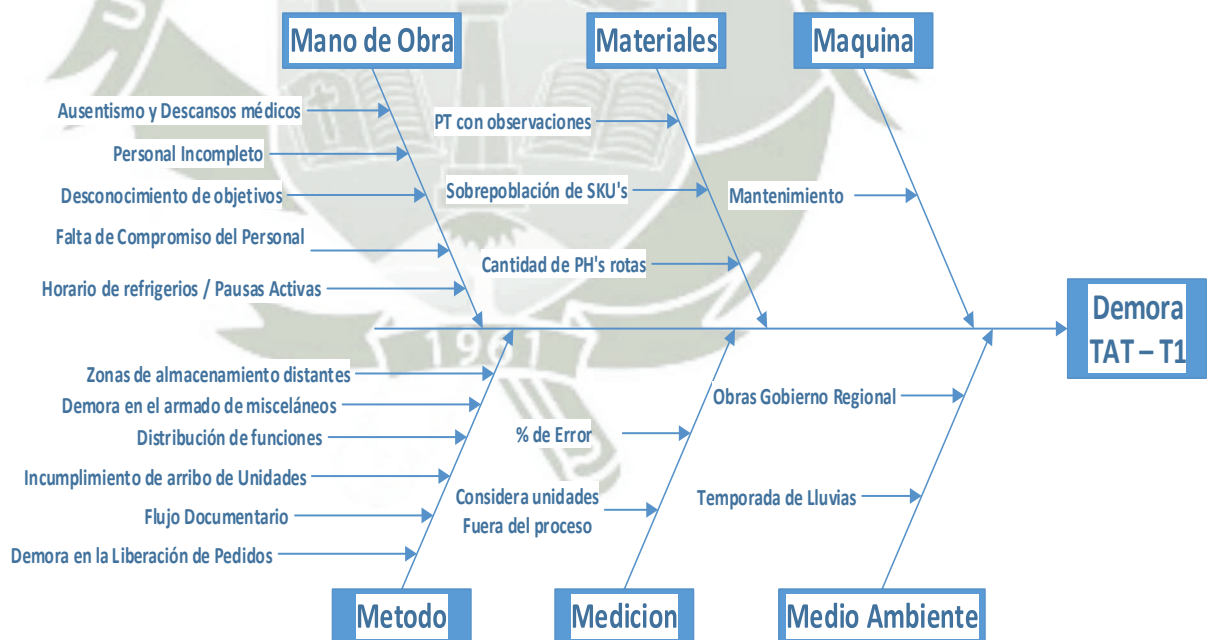 Mano de Obra
Materiales
Maquina
Ausentismo y Descansos médicos
Personal Incompleto
Desconocimiento de objetivos
Falta de Compromiso del Personal
Horario de refrigerios / Pausas Activas
PT con observaciones
Sobrepoblación de SKU's
Cantidad de PH's rotas
Mantenimiento
Demora
TAT – T1
1961
Zonas de almacenamiento distantes
Demora en el armado de misceláneos
Distribución de funciones
Incumplimiento de arribo de Unidades
Flujo Documentario
Demora en la Liberación de Pedidos
% de Error
Considera unidades
Fuera del proceso
Obras Gobierno Regional
Temporada de Lluvias
Metodo
Medicion
Medio Ambiente